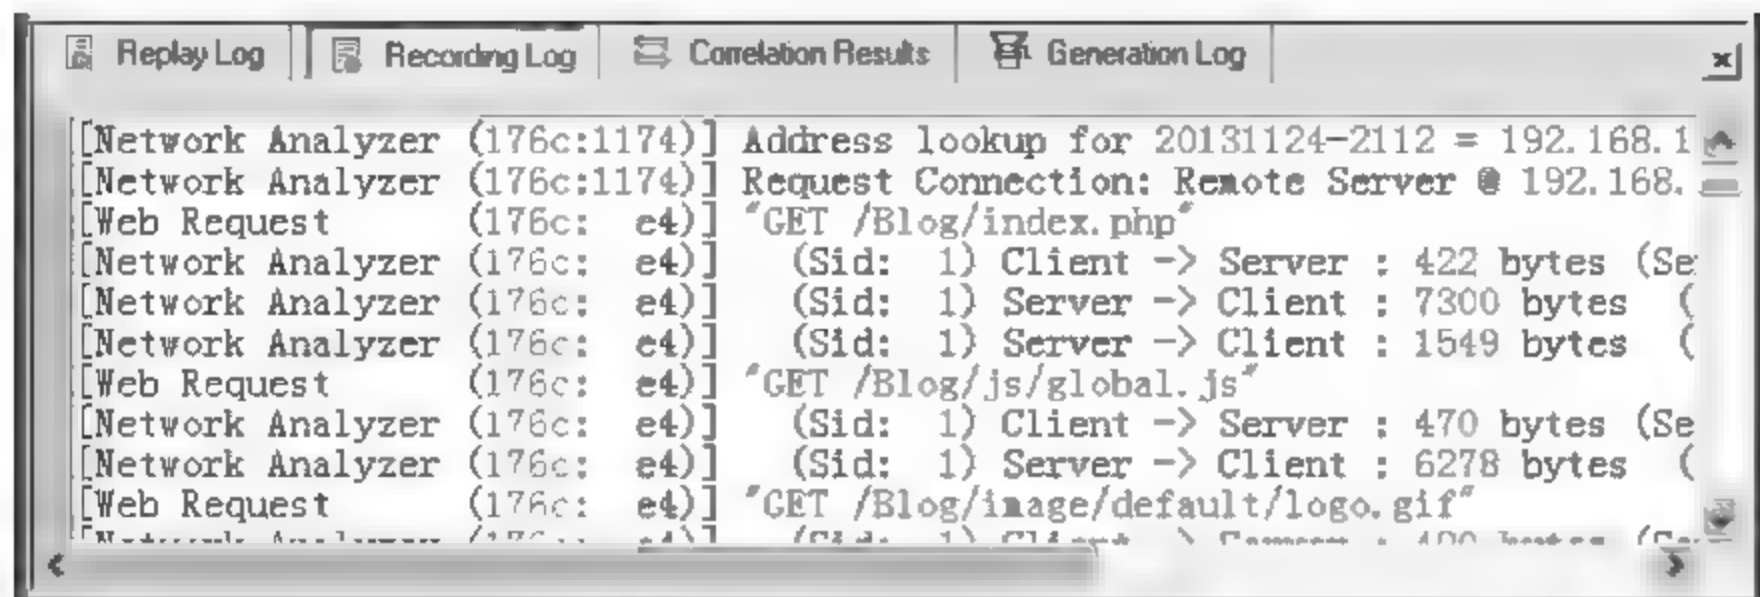 Replay Log Recording Log Correlation Results Generation Log
[Network Analyzer (176c:1174)] Address lookup for 20131124-2112 = 192.168.1
[Network Analyzer (176c:1174)] Request Connection: Remote Server @ 192.168.
[Web Request (176c: e4)] "GET /Blog/index.php"
[Network Analyzer (176c: e4)] (Sid: 1) Client -> Server : 422 bytes (Se
[Network Analyzer (176c: e4)] (Sid: 1) Server -> Client : 7300 bytes (
[Network Analyzer (176c: e4)] (Sid: 1) Server -> Client : 1549 bytes (
[Web Request (176c: e4)] "GET /Blog/js/global.js"
[Network Analyzer (176c: e4)] (Sid: 1) Client -> Server : 470 bytes (Se
[Network Analyzer (176c: e4)] (Sid: 1) Server -> Client : 6278 bytes (
[Web Request (176c: e4)] "GET /Blog/image/default/logo.gif"